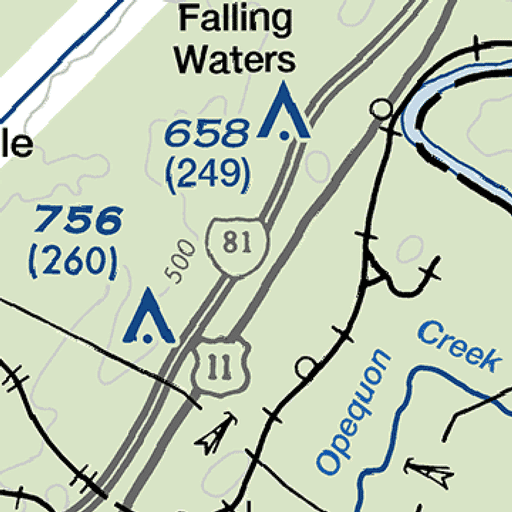 Falling
Waters
658
(249)
le
756
(260)
81
500
11
Creek
Opequon